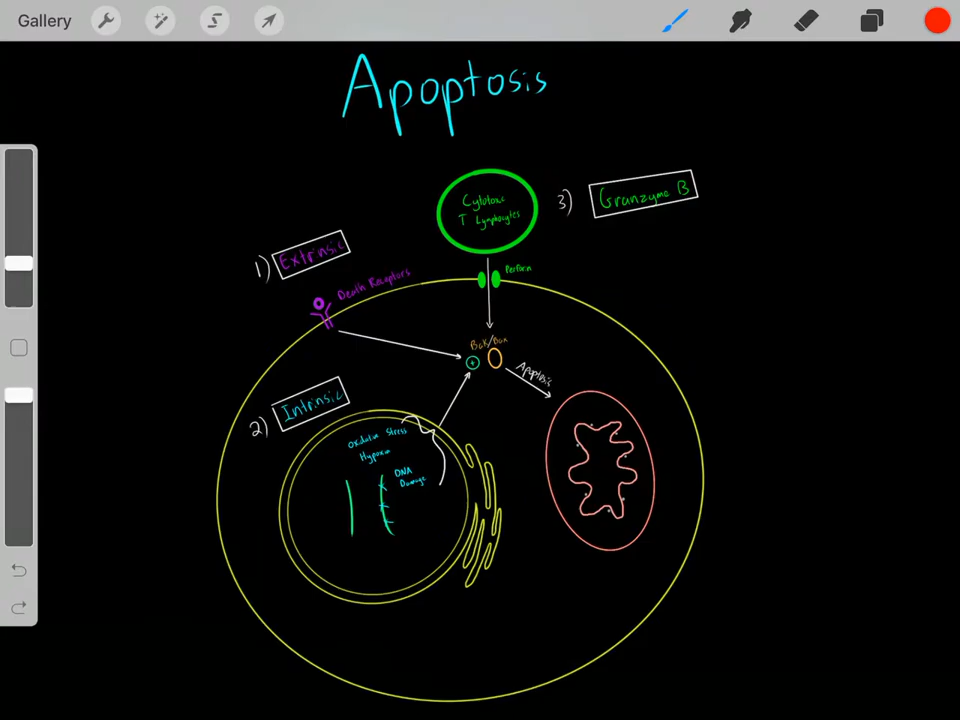 Gallery
Apoptosis
Cytotoxic
T Lymphocytes
3) Granzyme B
1) Extrinsic
Death Receptors
Perforin
Bak/Bax
+
Apoptosis
2) Intrinsic
Oxidative Stress
Hypoxia
DNA
Damage